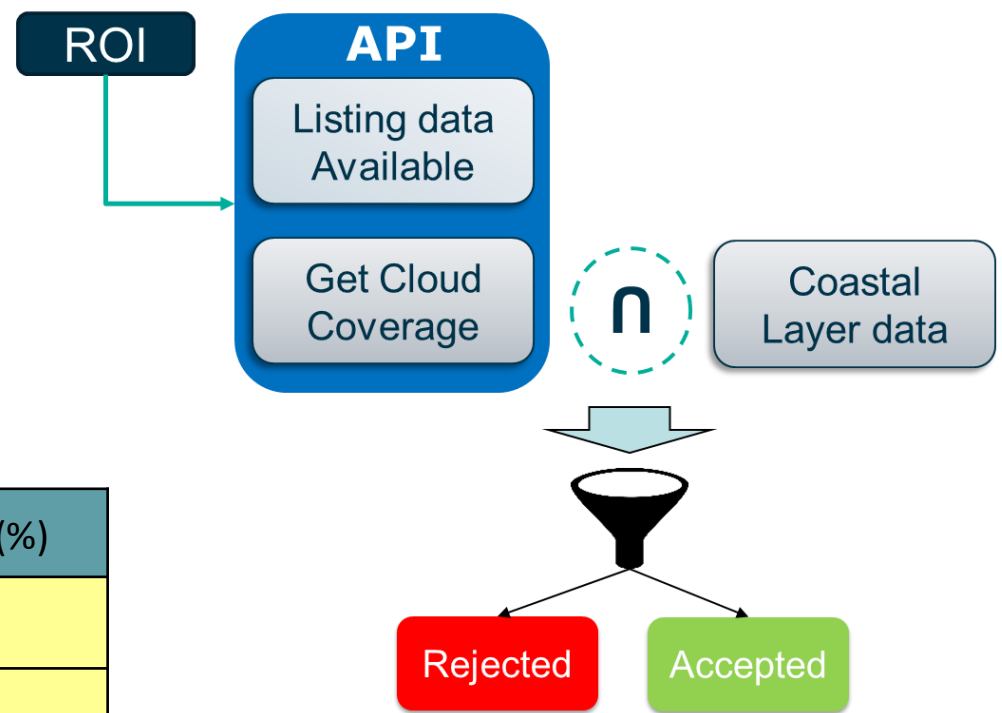 ROI
API
Listing data
Available
Get Cloud
Coverage
∩
Coastal
Layer data
(%)
Rejected
Accepted